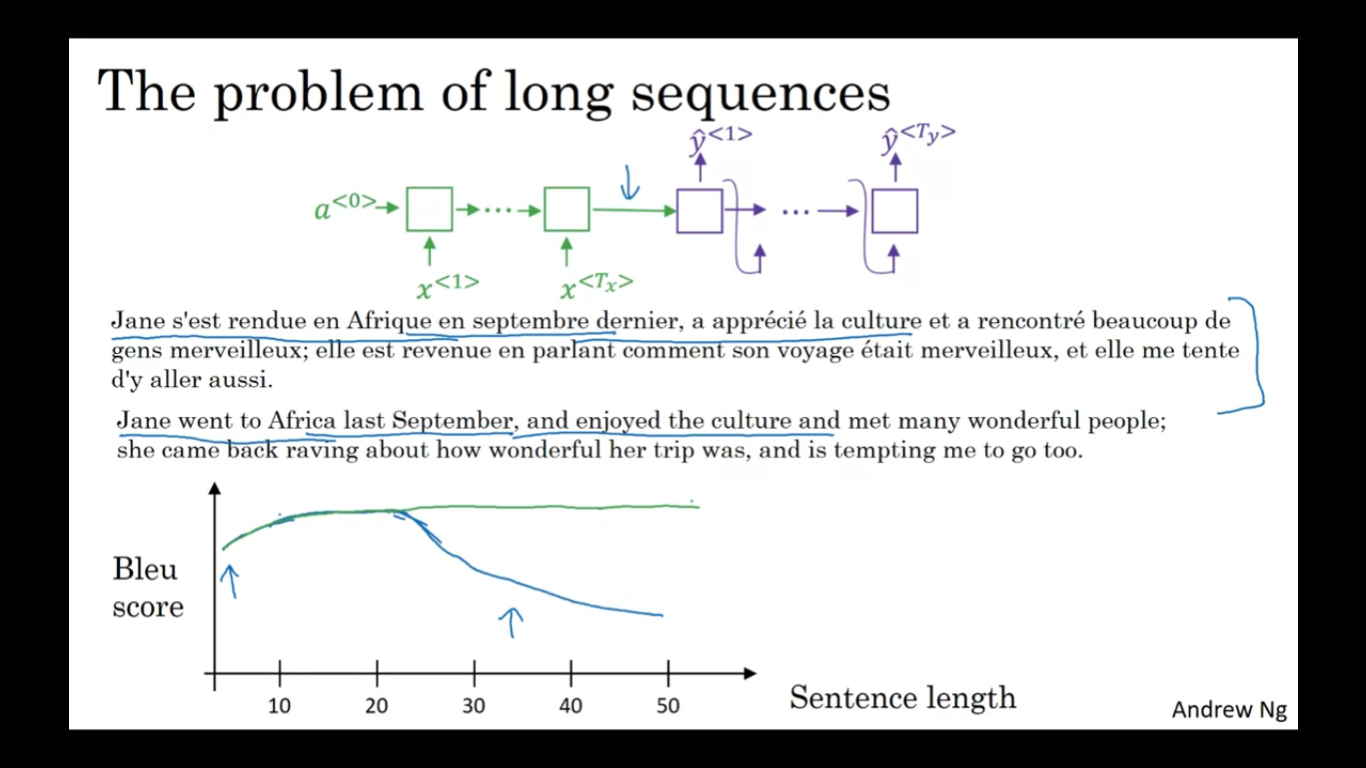 The problem of long sequences
ŷ<1> ŷ<Ty>
a<0>
...
...
x<1> x<Tx>
Jane s'est rendue en Afrique en septembre dernier, a apprécié la culture et a rencontré beaucoup de
gens merveilleux; elle est revenue en parlant comment son voyage était merveilleux, et elle me tente
d'y aller aussi.
Jane went to Africa last September, and enjoyed the culture and met many wonderful people;
she came back raving about how wonderful her trip was, and is tempting me to go too.
Bleu
score
10 20 30 40 50
Sentence length
Andrew Ng